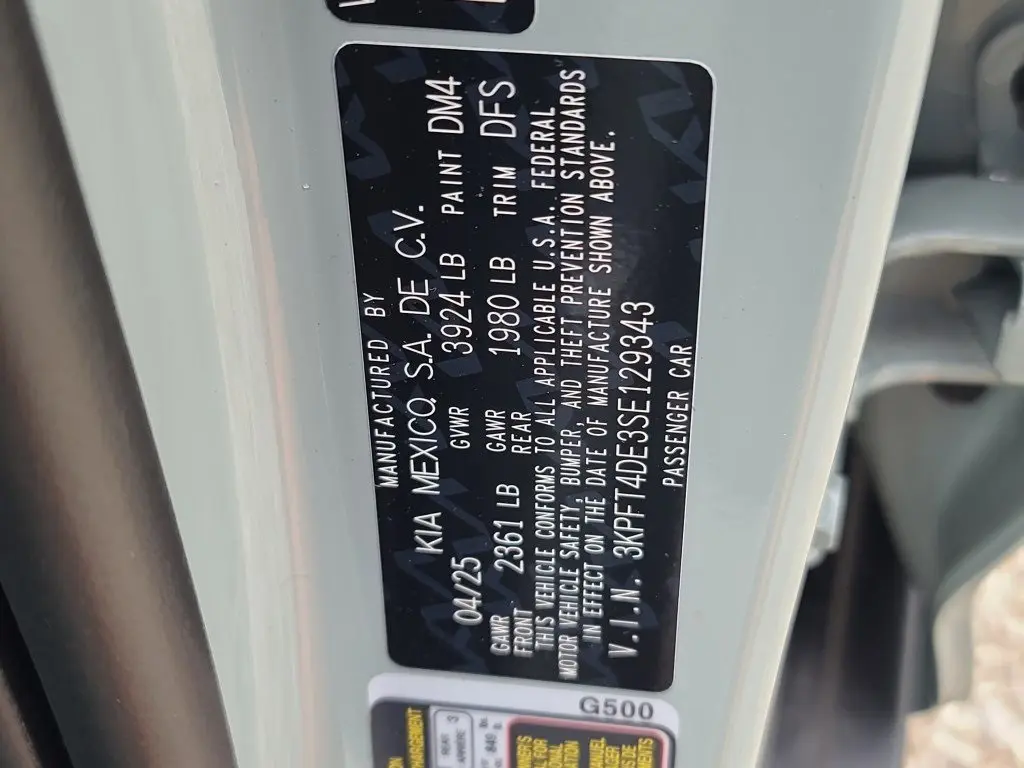 MANUFACTURED BY
KIA MEXICO, S.A. DE C.V.
04/25 GVWR 3924 LB PAINT DM4
GAWR FRONT 2361 LB GAWR REAR 1980 LB TRIM DFS
THIS VEHICLE CONFORMS TO ALL APPLICABLE U.S.A. FEDERAL
MOTOR VEHICLE SAFETY, BUMPER, AND THEFT PREVENTION STANDARDS
IN EFFECT ON THE DATE OF MANUFACTURE SHOWN ABOVE.
V.I.N. 3KPFT4DE3SE129343
PASSENGER CAR
G500